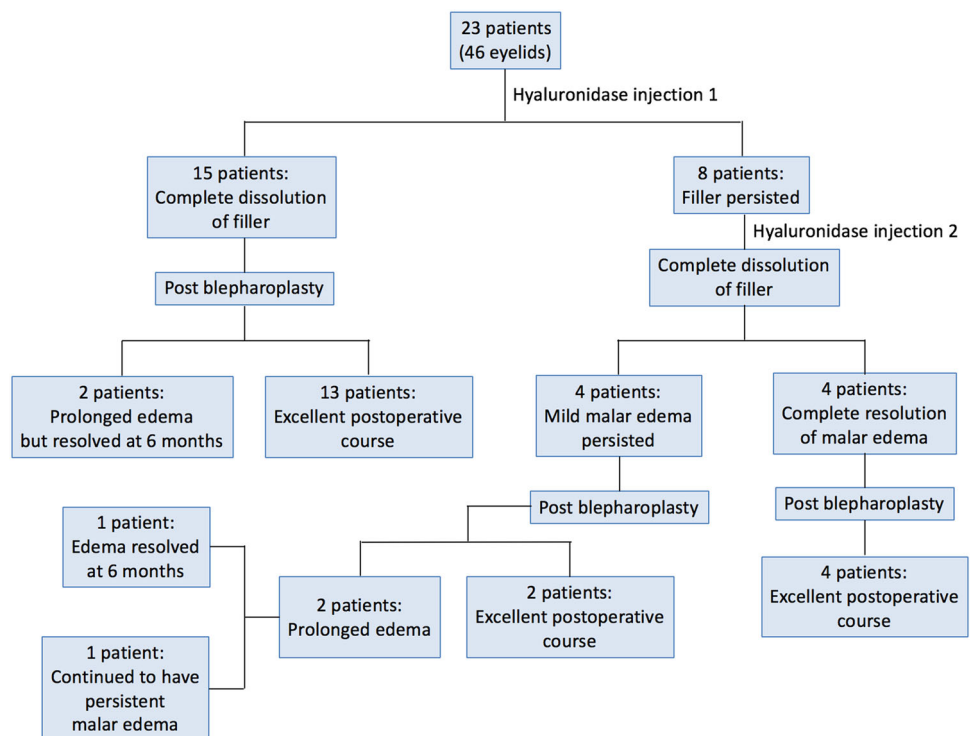 23 patients
(46 eyelids)
Hyaluronidase injection 1
15 patients:
Complete dissolution
of filler
8 patients:
Filler persisted
Hyaluronidase injection 2
Post blepharoplasty
Complete dissolution
of filler
2 patients:
Prolonged edema
but resolved at 6 months
13 patients:
Excellent postoperative
course
4 patients:
Mild malar edema
persisted
4 patients:
Complete resolution
of malar edema
Post blepharoplasty
Post blepharoplasty
1 patient:
Edema resolved
at 6 months
2 patients:
Prolonged edema
2 patients:
Excellent postoperative
course
4 patients:
Excellent postoperative
course
1 patient:
Continued to have
persistent
malar edema